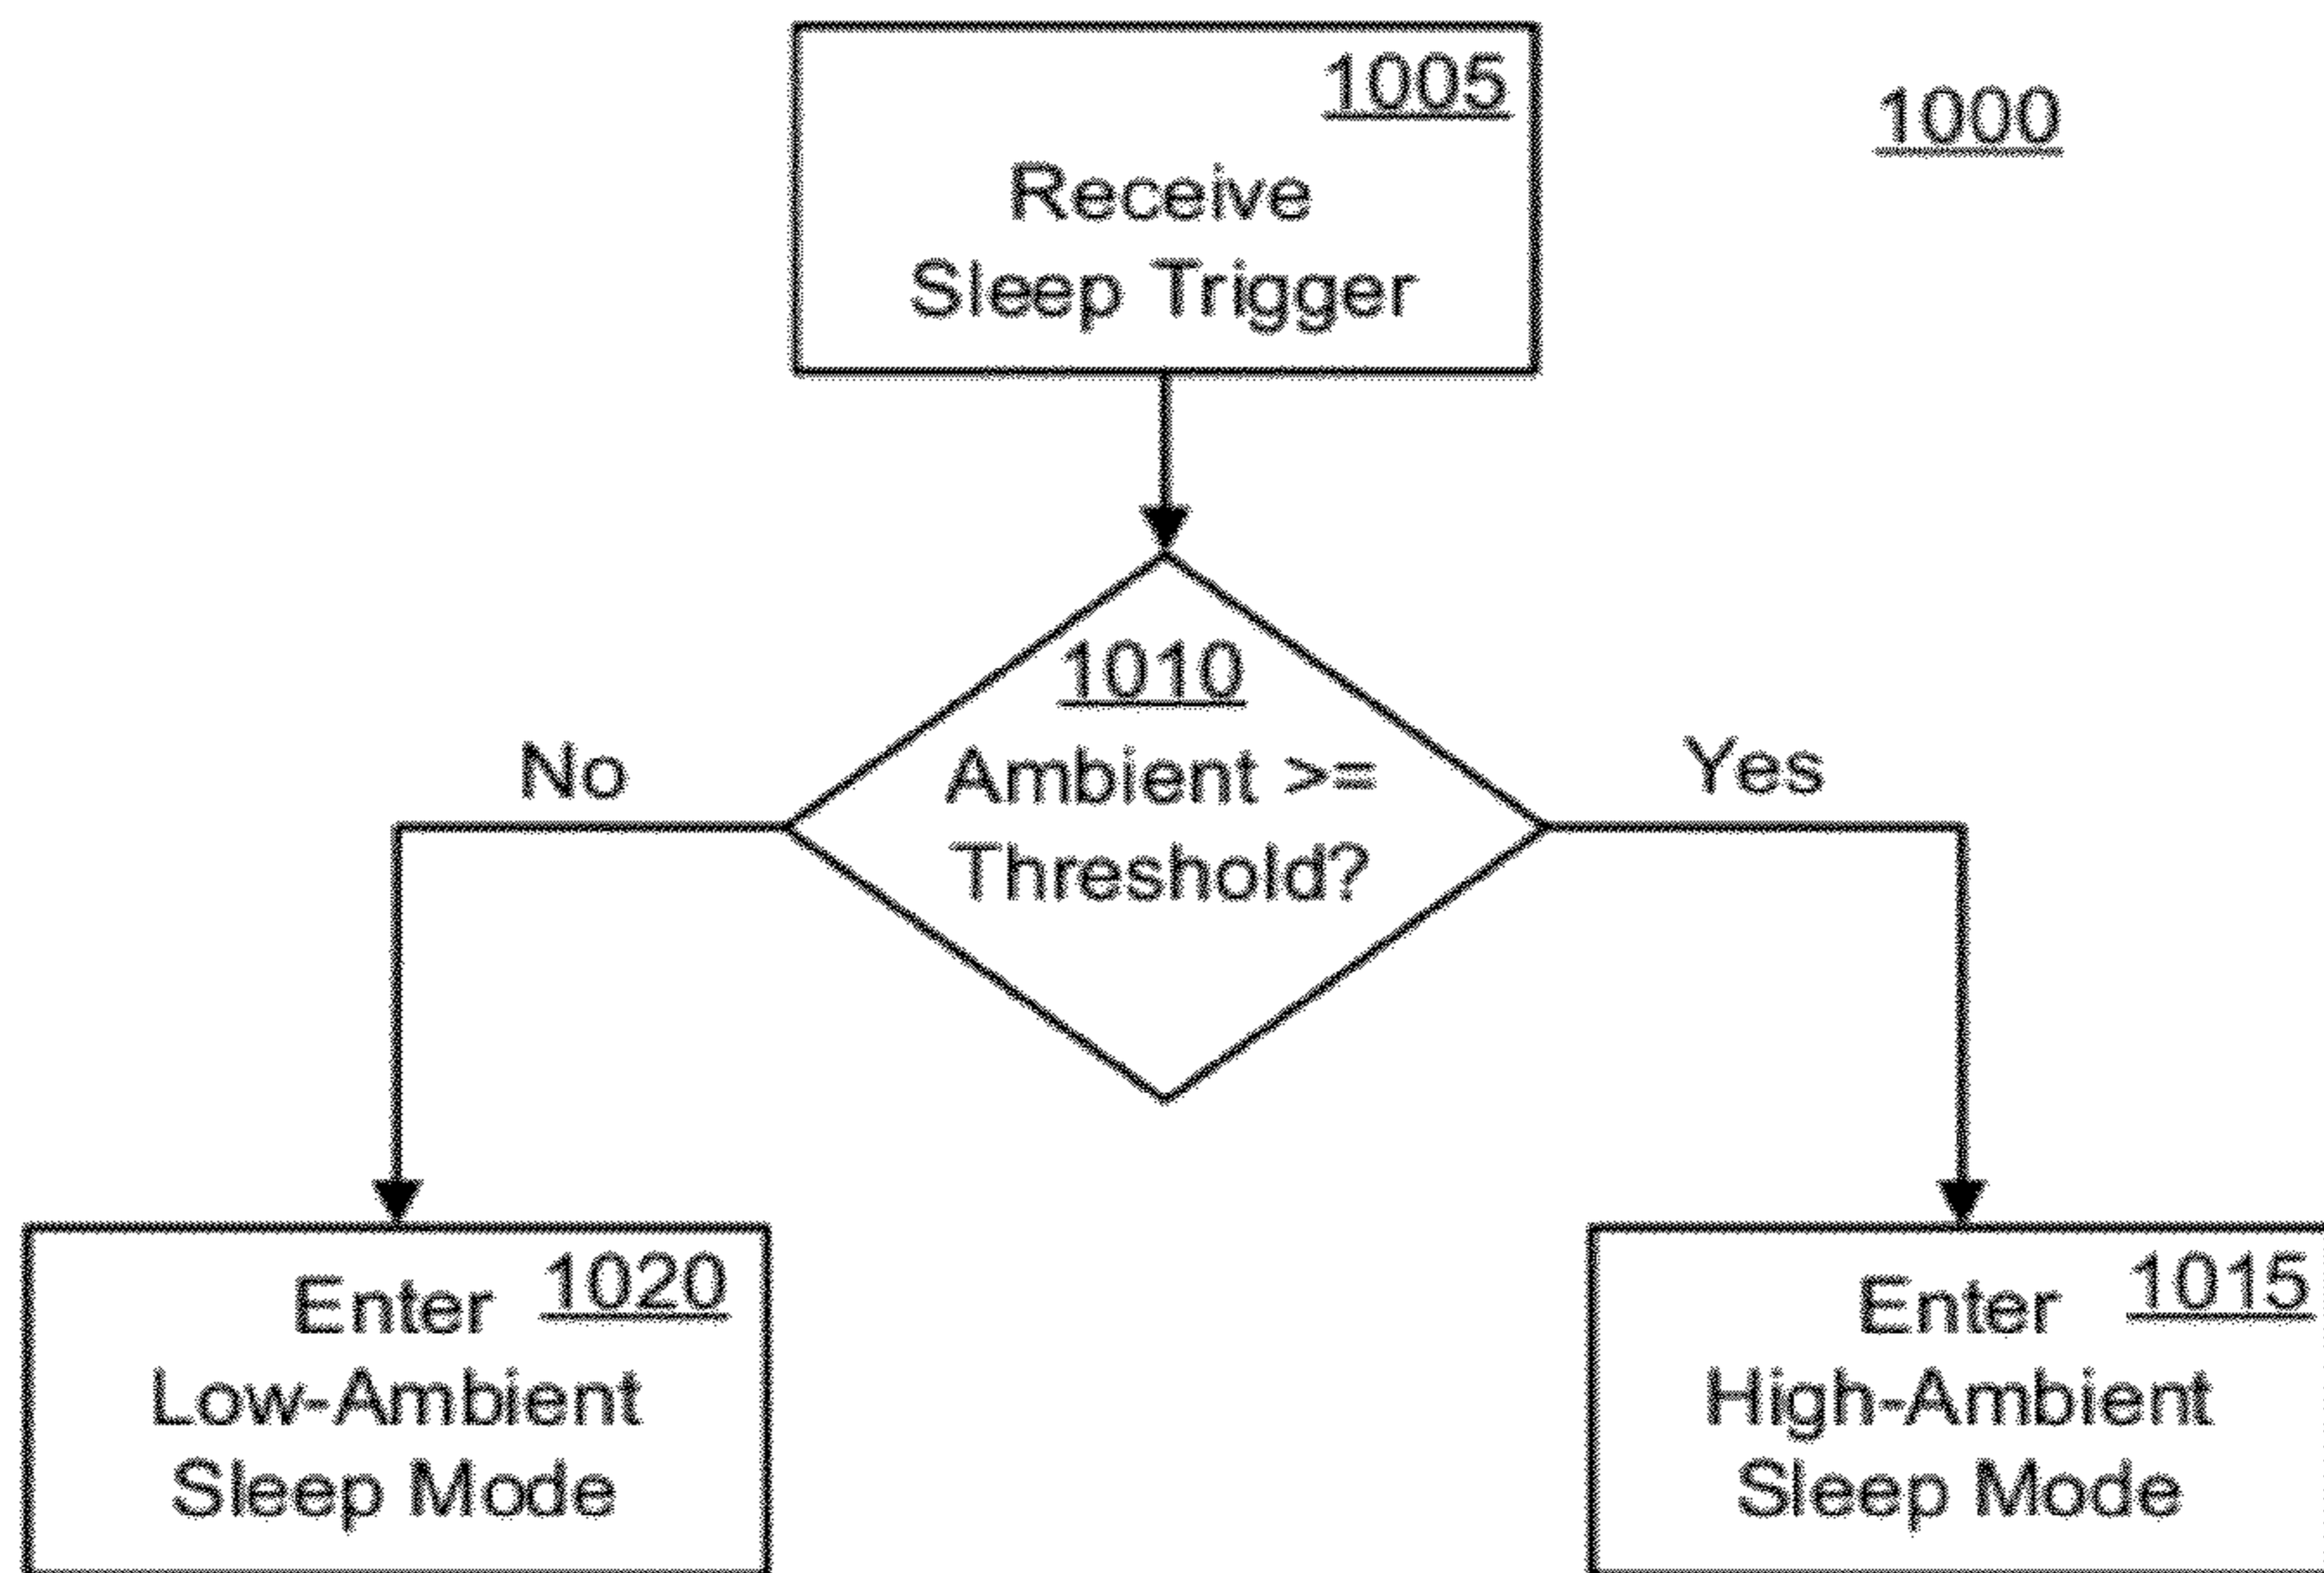 1005
1000
Receive
Sleep Trigger
1010
No
Ambient >=
Yes
Threshold?
Enter 1020
Low-Ambient
Sleep Mode
Enter 1015
High-Ambient
Sleep Mode